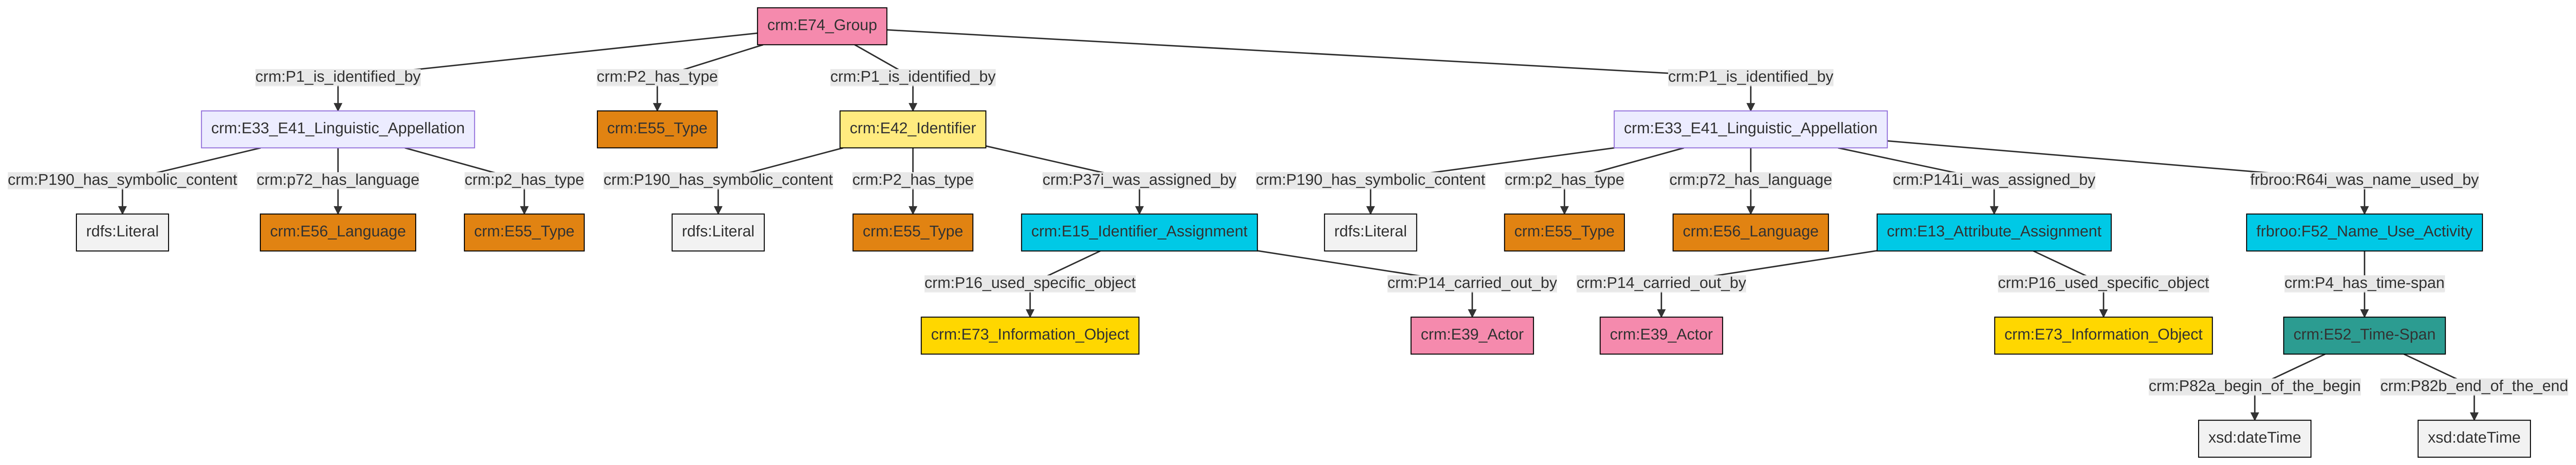 crm:E74_Group
crm:P1_is_identified_by
crm:P2_has_type
crm:P1_is_identified_by
crm:P1_is_identified_by
crm:E33_E41_Linguistic_Appellation
crm:E55_Type
crm:E42_Identifier
crm:E33_E41_Linguistic_Appellation
crm:P190_has_symbolic_content
crm:p72_has_language
crm:p2_has_type
crm:P190_has_symbolic_content
crm:P2_has_type
crm:P37i_was_assigned_by
crm:P190_has_symbolic_content
crm:p2_has_type
crm:p72_has_language
crm:P141i_was_assigned_by
frbroo:R64i_was_name_used_by
rdfs:Literal
crm:E56_Language
crm:E55_Type
rdfs:Literal
crm:E55_Type
crm:E15_Identifier_Assignment
rdfs:Literal
crm:E55_Type
crm:E56_Language
crm:E13_Attribute_Assignment
frbroo:F52_Name_Use_Activity
crm:P16_used_specific_object
crm:P14_carried_out_by
crm:P14_carried_out_by
crm:P16_used_specific_object
crm:P4_has_time-span
crm:E73_Information_Object
crm:E39_Actor
crm:E39_Actor
crm:E73_Information_Object
crm:E52_Time-Span
crm:P82a_begin_of_the_begin
crm:P82b_end_of_the_end
xsd:dateTime
xsd:dateTime